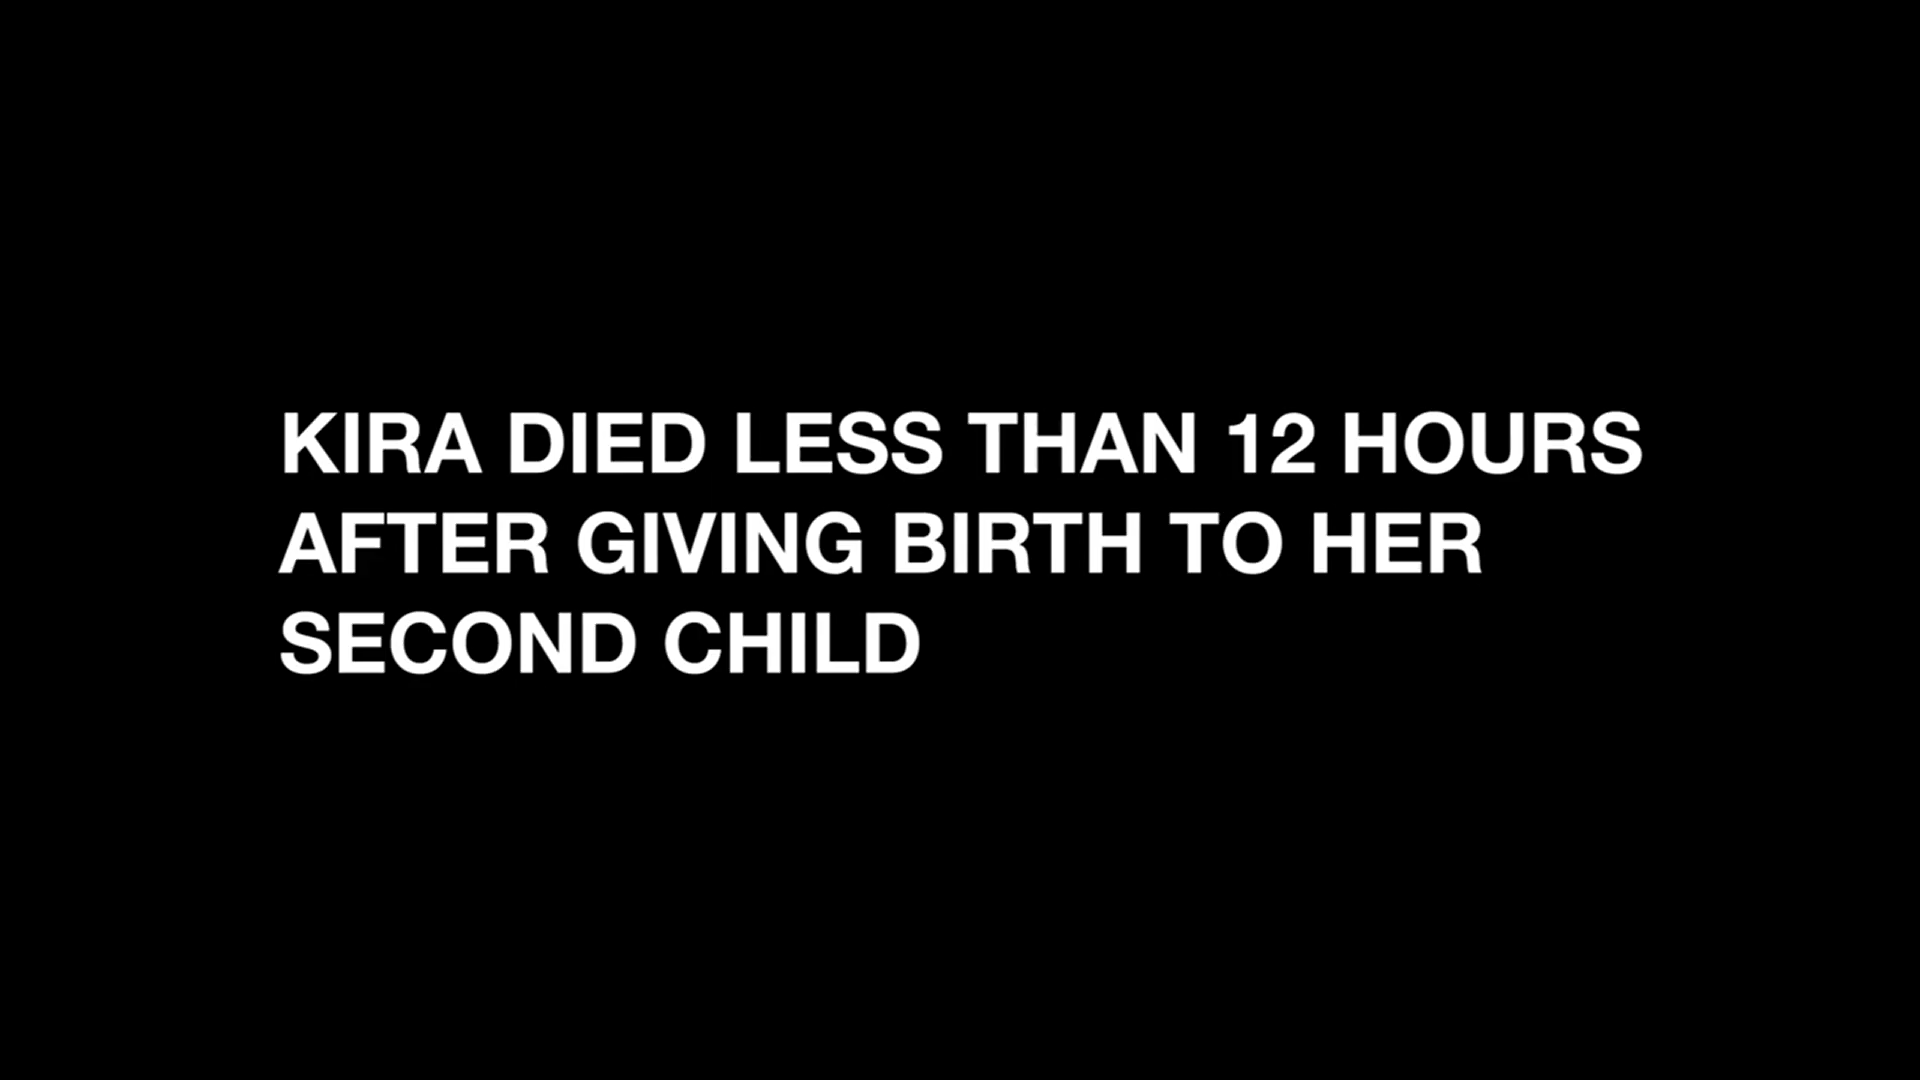 KIRA DIED LESS THAN 12 HOURS
AFTER GIVING BIRTH TO HER
SECOND CHILD